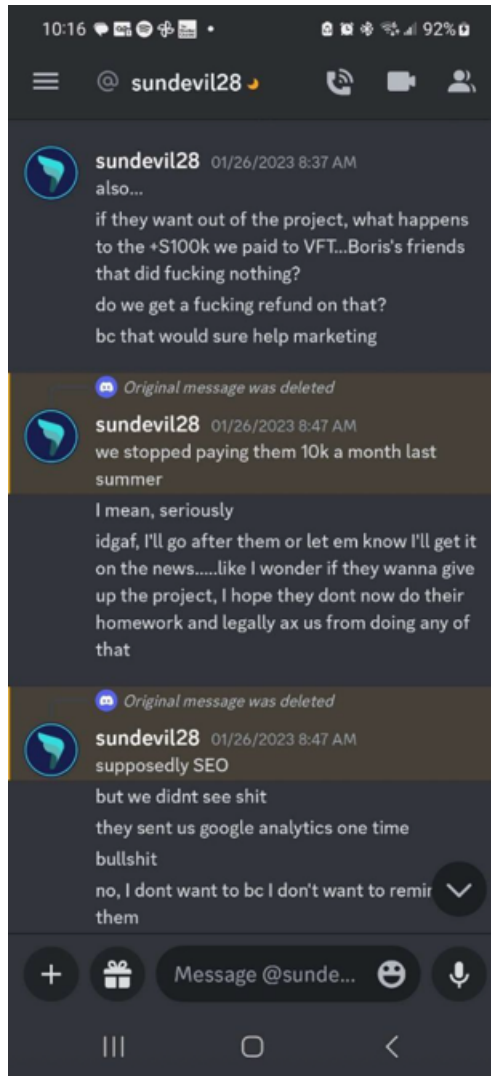 10:16
92%
@ sundevil28
sundevil28 01/26/2023 8:37 AM
also...
if they want out of the project, what happens
to the +S100k we paid to VFT...Boris's friends
that did fucking nothing?
do we get a fucking refund on that?
bc that would sure help marketing
Original message was deleted
sundevil28 01/26/2023 8:47 AM
we stopped paying them 10k a month last
summer
I mean, seriously
idgaf, I'll go after them or let em know I'll get it
on the news.....like I wonder if they wanna give
up the project, I hope they dont now do their
homework and legally ax us from doing any of
that
Original message was deleted
sundevil28 01/26/2023 8:47 AM
supposedly SEO
but we didnt see shit
they sent us google analytics one time
bullshit
no, I dont want to bc I don't want to remir
them
Message @sunde...